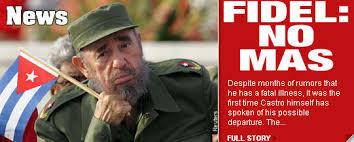 News
FIDEL:
NO
MAS
Despite months of rumors that
he has a fatal illness, it was the
first time Castro himself has
spoken of his possible
departure. The...
FULL STORY
Reuters